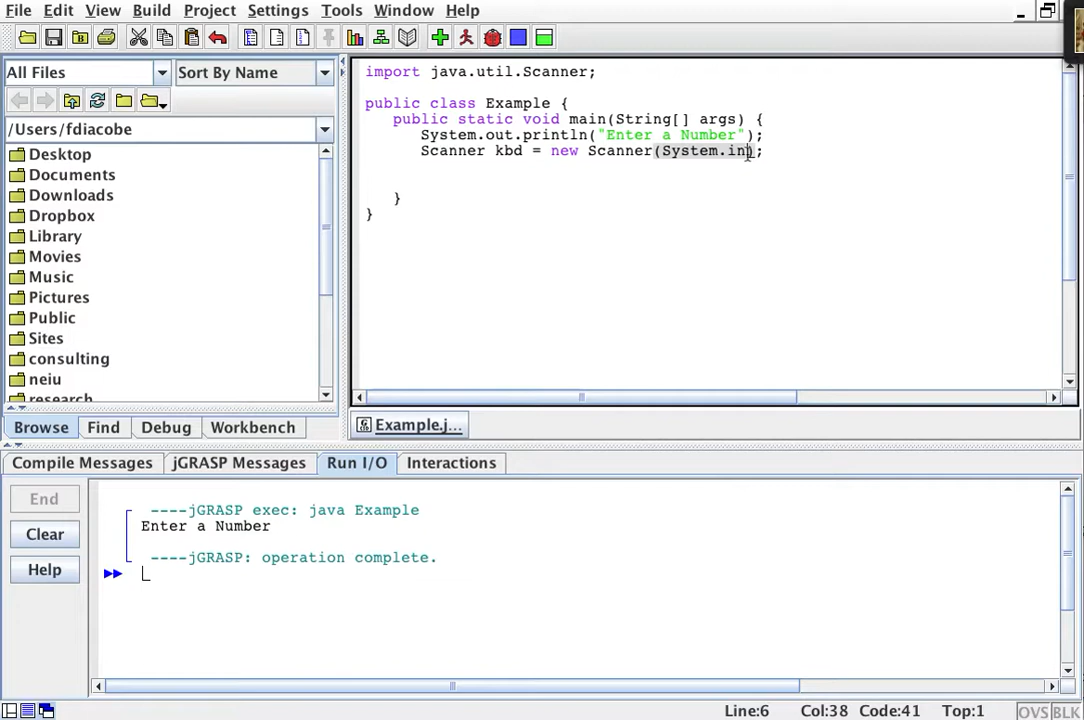 File Edit View Build Project Settings Tools Window Help
All Files
Sort By Name
/Users/fdiacobe
Desktop
Documents
Downloads
Dropbox
Library
Movies
Music
Pictures
Public
Sites
consulting
neiu
research
Browse Find Debug Workbench
import java.util.Scanner;
public class Example {
public static void main(String[] args) {
System.out.println("Enter a Number");
Scanner kbd = new Scanner(System.in);
}
}
Example.j...
Compile Messages jGRASP Messages Run I/O Interactions
End
Clear
Help
----jGRASP exec: java Example
Enter a Number
----jGRASP: operation complete.
Line:6 Col:38 Code:41 Top:1 OVS BLK